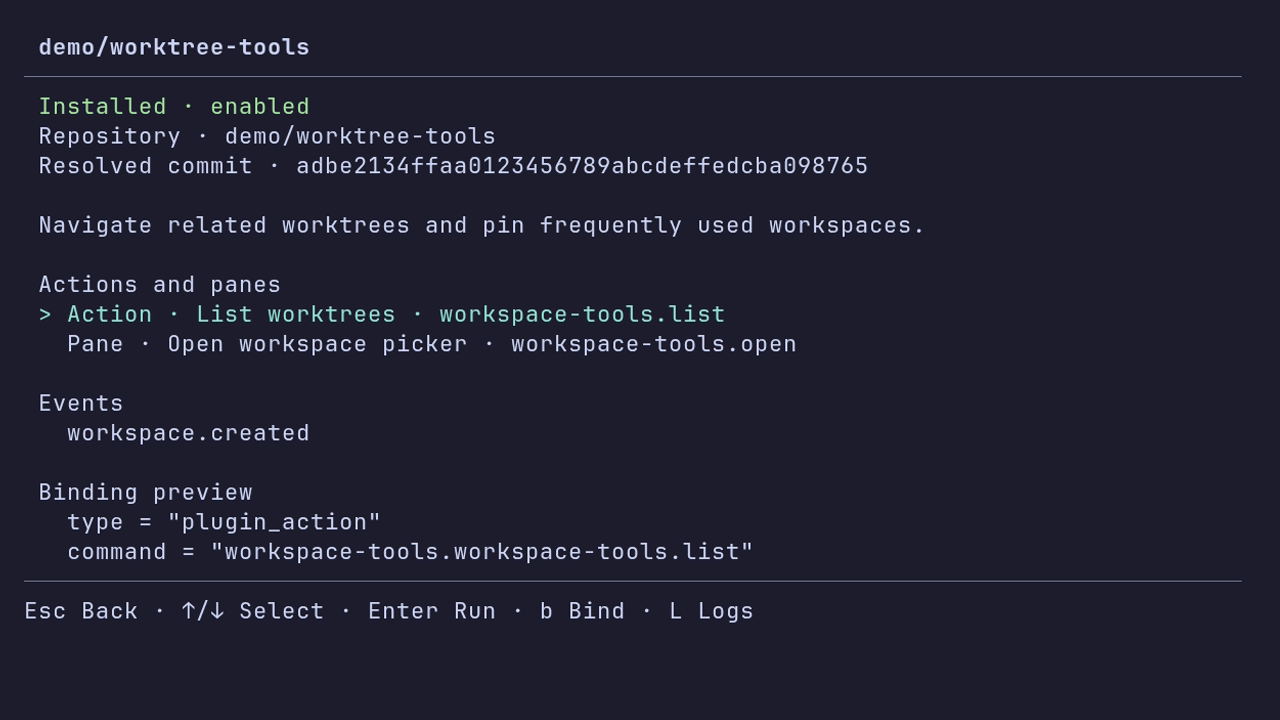 demo/worktree-tools
Installed · enabled
Repository · demo/worktree-tools
Resolved commit · adbe2134ffaa0123456789abcdeffedcba098765
Navigate related worktrees and pin frequently used workspaces.
Actions and panes
> Action · List worktrees · workspace-tools.list
Pane · Open workspace picker · workspace-tools.open
Events
workspace.created
Binding preview
type = "plugin_action"
command = "workspace-tools.workspace-tools.list"
Esc Back · ↑/↓ Select · Enter Run · b Bind · L Logs